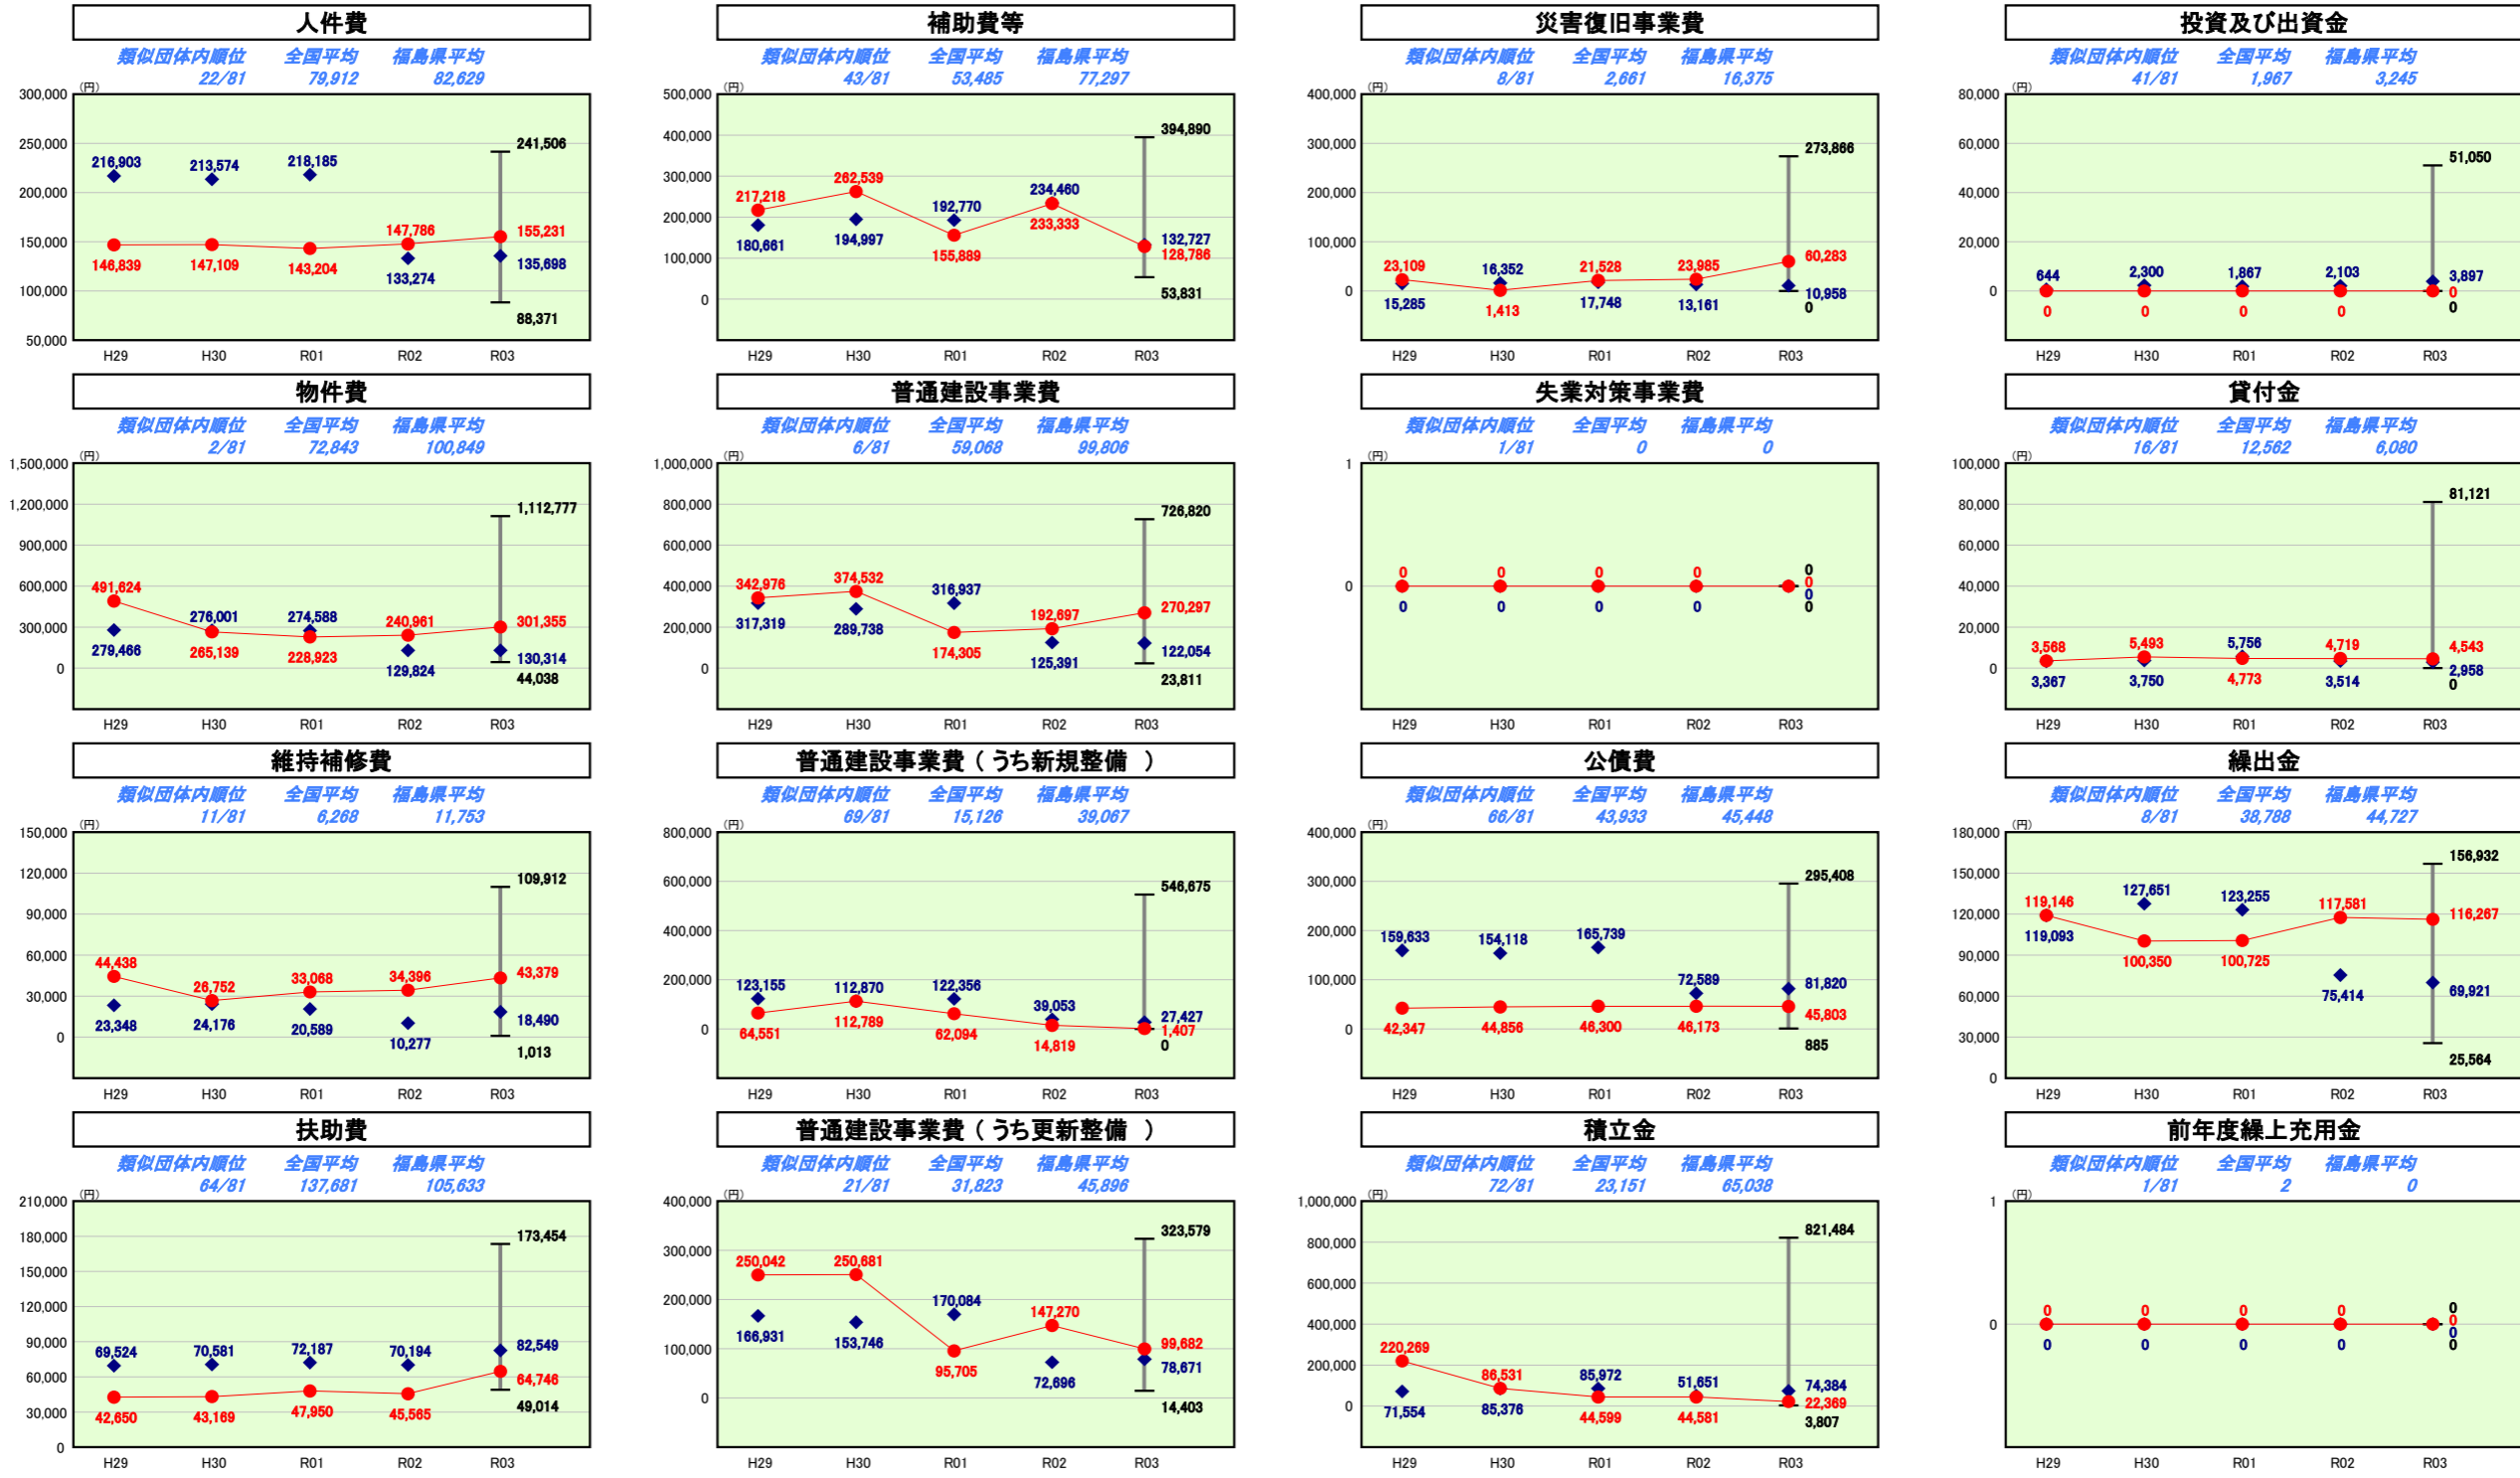 人件費
類似団体内順位 全国平均 福島県平均
22/81 79,912 82,629
(円)
300,000
250,000
200,000
150,000
100,000
50,000
216,903 213,574 218,185
146,839 147,109 143,204
147,786
133,274
241,506
155,231
135,698
88,371
H29 H30 R01 R02 R03
補助費等
類似団体内順位 全国平均 福島県平均
43/81 53,485 77,297
(円)
500,000
400,000
300,000
200,000
100,000
0
217,218 262,539 192,770 234,460
180,661 194,997 155,889 233,333
394,890
132,727
128,786
53,831
H29 H30 R01 R02 R03
災害復旧事業費
類似団体内順位 全国平均 福島県平均
8/81 2,661 16,375
(円)
400,000
300,000
200,000
100,000
0
23,109 16,352 21,528 23,985
15,285 1,413 17,748 13,161
273,866
60,283
10,958
0
H29 H30 R01 R02 R03
投資及び出資金
類似団体内順位 全国平均 福島県平均
41/81 1,967 3,245
(円)
80,000
60,000
40,000
20,000
0
644 2,300 1,867 2,103
0 0 0 0
51,050
3,897
0
0
H29 H30 R01 R02 R03
物件費
類似団体内順位 全国平均 福島県平均
2/81 72,843 100,849
(円)
1,500,000
1,200,000
900,000
600,000
300,000
0
491,624 276,001 274,588 240,961
279,466 265,139 228,923 129,824
1,112,777
301,355
130,314
44,038
H29 H30 R01 R02 R03
普通建設事業費
類似団体内順位 全国平均 福島県平均
6/81 59,068 99,806
(円)
1,000,000
800,000
600,000
400,000
200,000
0
342,976 374,532 316,937 192,697
317,319 289,738 174,305 125,391
726,820
270,297
122,054
23,811
H29 H30 R01 R02 R03
失業対策事業費
類似団体内順位 全国平均 福島県平均
1/81 0 0
(円)
1
0
0 0 0 0
0 0 0 0
0
0
0
0
H29 H30 R01 R02 R03
貸付金
類似団体内順位 全国平均 福島県平均
16/81 12,562 6,080
(円)
100,000
80,000
60,000
40,000
20,000
0
3,568 5,493 5,756 4,719
3,367 3,750 4,773 3,514
81,121
4,543
2,958
0
H29 H30 R01 R02 R03
維持補修費
類似団体内順位 全国平均 福島県平均
11/81 6,268 11,753
(円)
150,000
120,000
90,000
60,000
30,000
0
44,438 26,752 33,068 34,396
23,348 24,176 20,589 10,277
109,912
43,379
18,490
1,013
H29 H30 R01 R02 R03
普通建設事業費(うち新規整備 )
類似団体内順位 全国平均 福島県平均
69/81 15,126 39,067
(円)
800,000
600,000
400,000
200,000
0
123,155 112,870 122,356 39,053
64,551 112,789 62,094 14,819
546,675
27,427
1,407
0
H29 H30 R01 R02 R03
公債費
類似団体内順位 全国平均 福島県平均
66/81 43,933 45,448
(円)
400,000
300,000
200,000
100,000
0
159,633 154,118 165,739 72,589
42,347 44,856 46,300 46,173
295,408
81,820
45,803
885
H29 H30 R01 R02 R03
繰出金
類似団体内順位 全国平均 福島県平均
8/81 38,788 44,727
(円)
180,000
150,000
120,000
90,000
60,000
30,000
0
119,146 127,651 123,255 117,581
119,093 100,350 100,725 75,414
156,932
116,267
69,921
25,564
H29 H30 R01 R02 R03
扶助費
類似団体内順位 全国平均 福島県平均
64/81 137,681 105,633
(円)
210,000
180,000
150,000
120,000
90,000
60,000
30,000
0
69,524 70,581 72,187 70,194
42,650 43,169 47,950 45,565
173,454
82,549
64,746
49,014
H29 H30 R01 R02 R03
普通建設事業費(うち更新整備 )
類似団体内順位 全国平均 福島県平均
21/81 31,823 45,896
(円)
400,000
300,000
200,000
100,000
0
250,042 250,681 170,084 147,270
166,931 153,746 95,705 72,696
323,579
99,682
78,671
14,403
H29 H30 R01 R02 R03
積立金
類似団体内順位 全国平均 福島県平均
72/81 23,151 65,038
(円)
1,000,000
800,000
600,000
400,000
200,000
0
220,269 86,531 85,972 51,651
71,554 85,376 44,599 44,581
821,484
74,384
22,369
3,807
H29 H30 R01 R02 R03
前年度繰上充用金
類似団体内順位 全国平均 福島県平均
1/81 2 0
(円)
1
0
0 0 0 0
0 0 0 0
0
0
0
0
H29 H30 R01 R02 R03